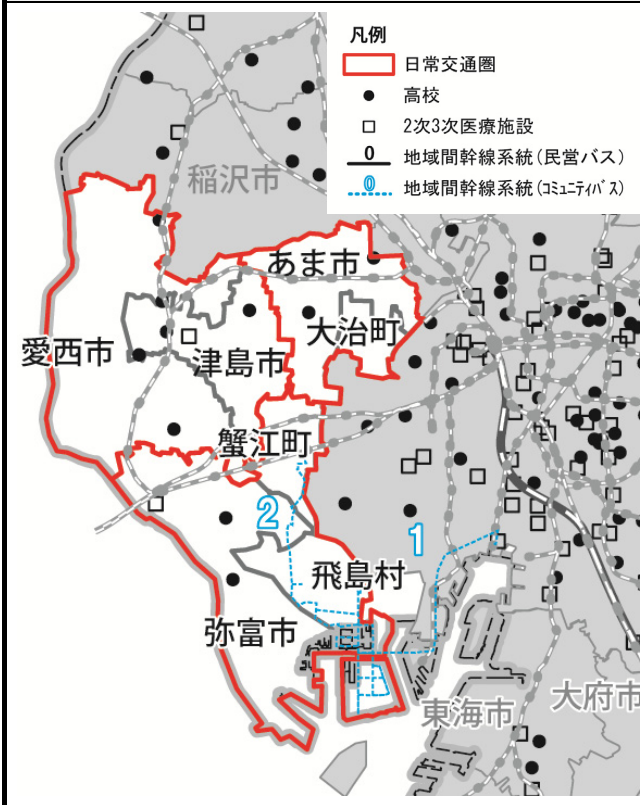 凡例
日常交通圏
高校
2次3次医療施設
0 地域間幹線系統(民営バス)
0 地域間幹線系統(コミュニティバス)
稲沢市
あま市
大治町
愛西市
津島市
蟹江町
2
1
飛島村
弥富市
東海市
大府市